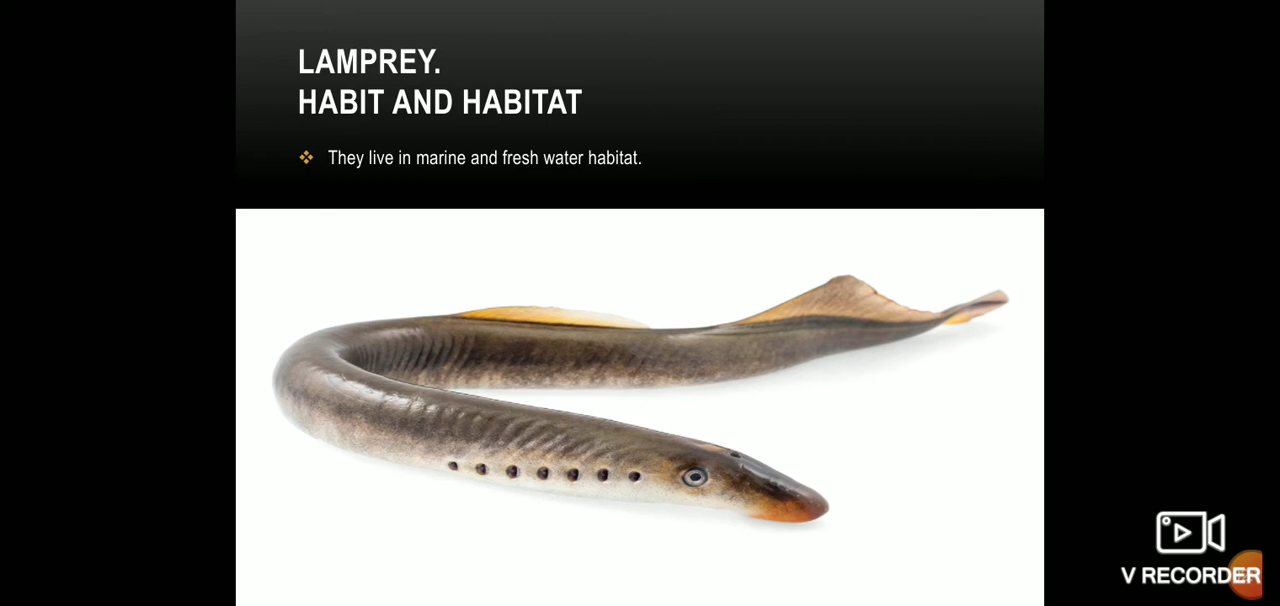 LAMPREY.
HABIT AND HABITAT
They live in marine and fresh water habitat.
V RECORDER